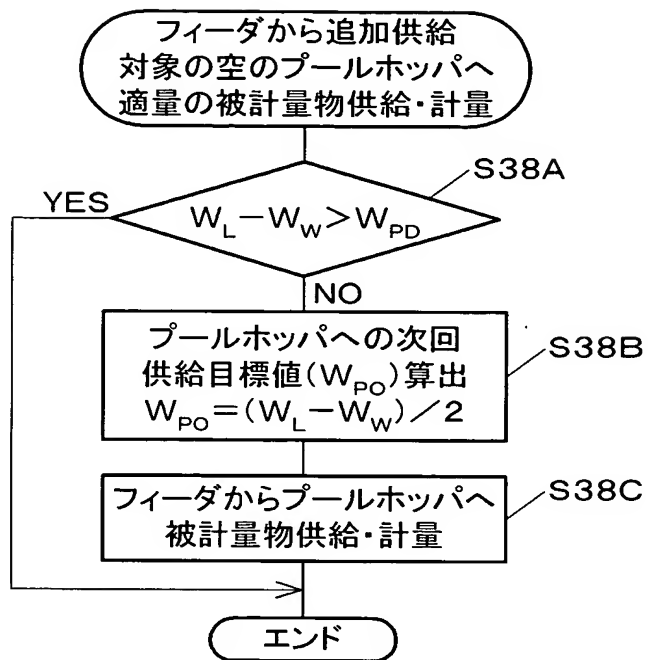 フィーダから追加供給
対象の空のプールホッパへ
適量の被計量物供給・計量
S38A
YES
W_L－W_W＞W_PD
NO
プールホッパへの次回
供給目標値(W_PO)算出
W_PO＝(W_L－W_W)／2
S38B
フィーダからプールホッパへ
被計量物供給・計量
S38C
エンド